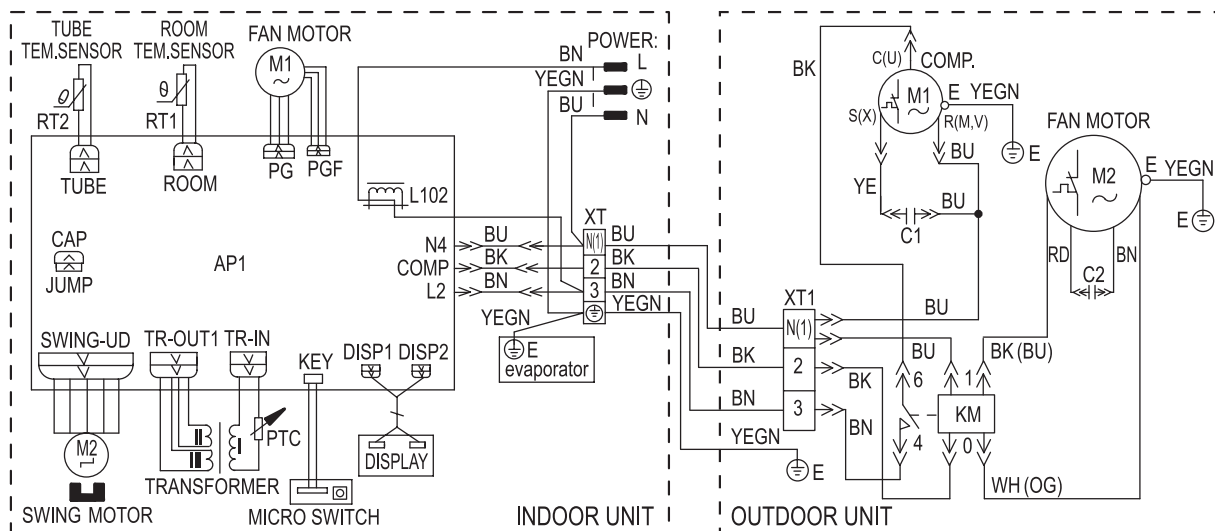 TUBE
TEM.SENSOR
ROOM
TEM.SENSOR
FAN MOTOR
M1
~
θ
RT2
θ
RT1
TUBE
ROOM
PG
PGF
BN
YEGN
BU
POWER:
L
N
L102
CAP
JUMP
AP1
N4
COMP
L2
BU
BK
BN
XT
N(1)
2
3
BU
BK
BN
YEGN
YEGN
E
evaporator
SWING-UD
TR-OUT1
TR-IN
KEY
DISP1
DISP2
M2
PTC
DISPLAY
TRANSFORMER
SWING MOTOR
MICRO SWITCH
INDOOR UNIT
BK
C(U)
COMP.
M1
~
S(X)
R(M,V)
E
YEGN
E
YE
BU
BU
C1
FAN MOTOR
M2
~
E
YEGN
E
RD
BN
C2
XT1
N(1)
2
3
BU
BK
BN
YEGN
E
BU
BU
BK
BN
6
4
1
0
KM
BK(BU)
WH(OG)
OUTDOOR UNIT